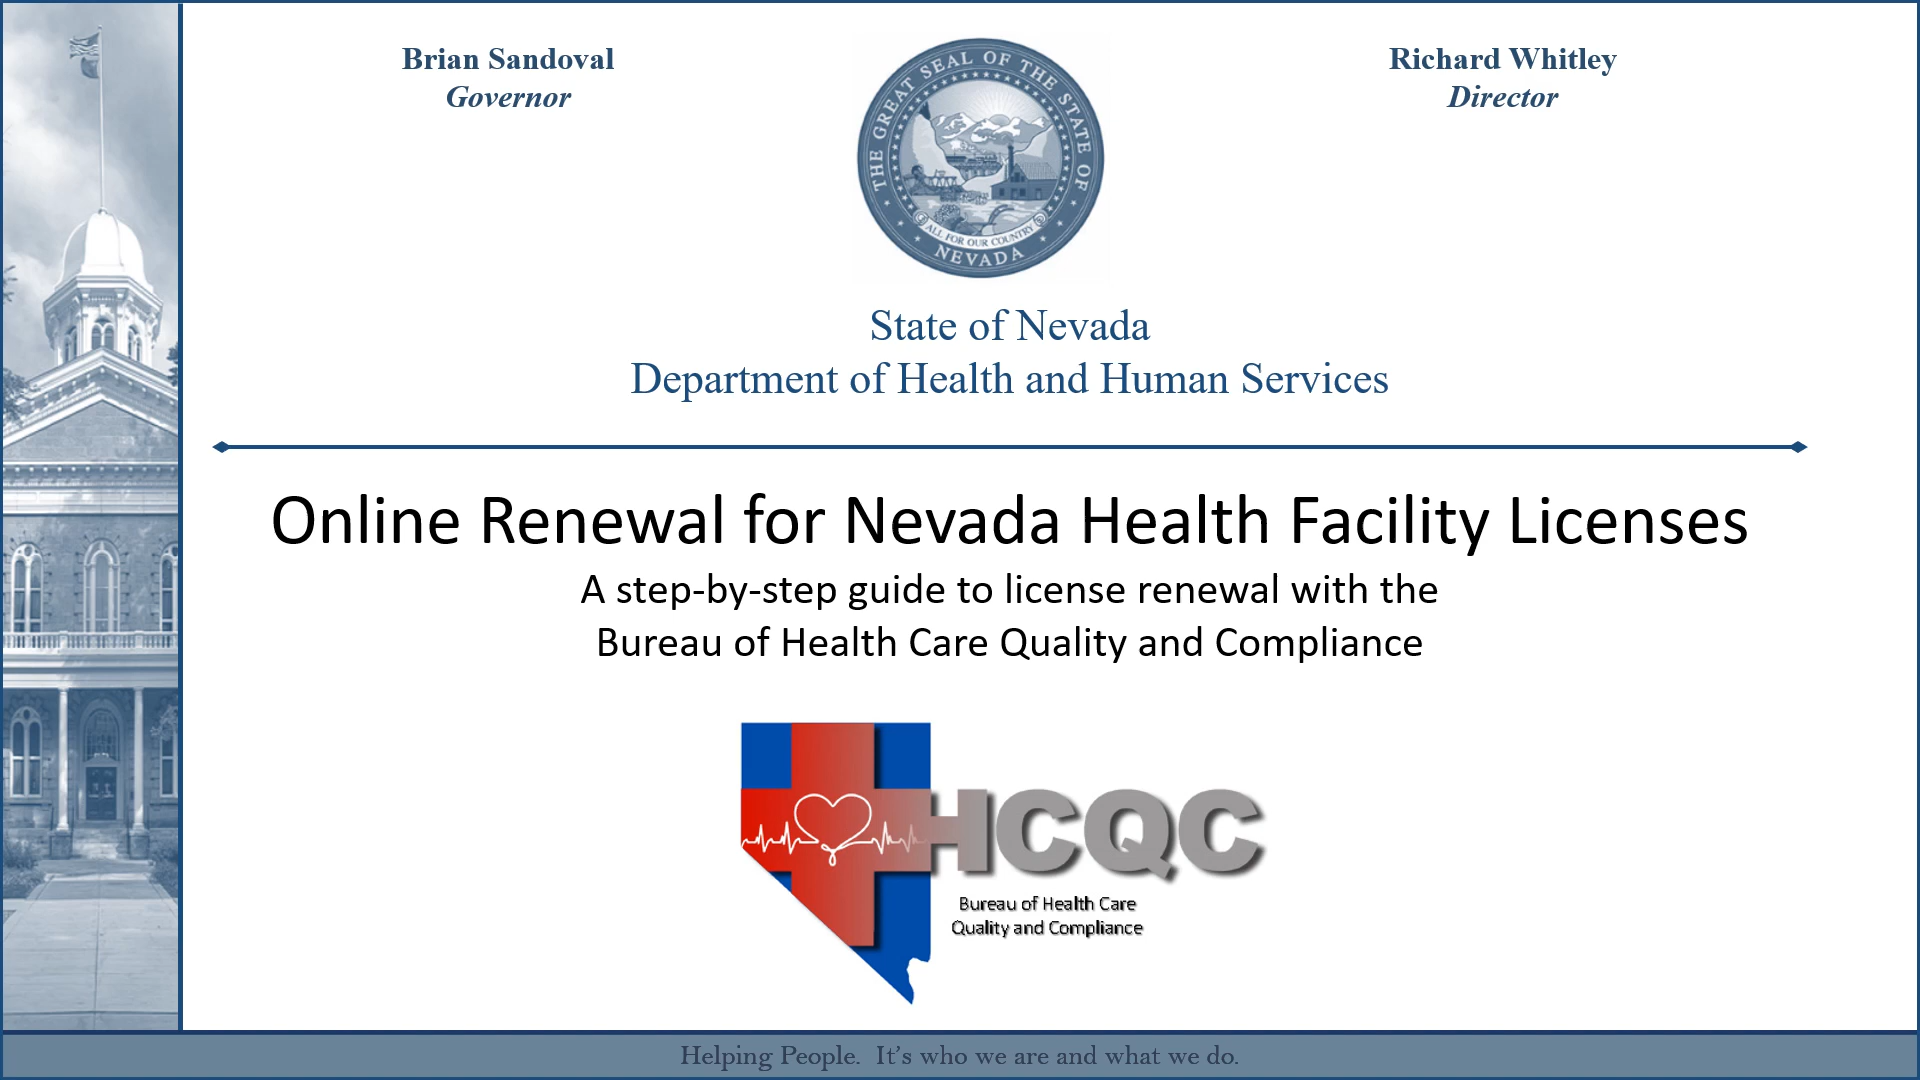 Brian Sandoval
Governor
THE GREAT SEAL OF THE STATE OF
NEVADA
ALL FOR OUR COUNTRY
Richard Whitley
Director
State of Nevada
Department of Health and Human Services
Online Renewal for Nevada Health Facility Licenses
A step-by-step guide to license renewal with the
Bureau of Health Care Quality and Compliance
HCQC
Bureau of Health Care
Quality and Compliance
Helping People.  It’s who we are and what we do.